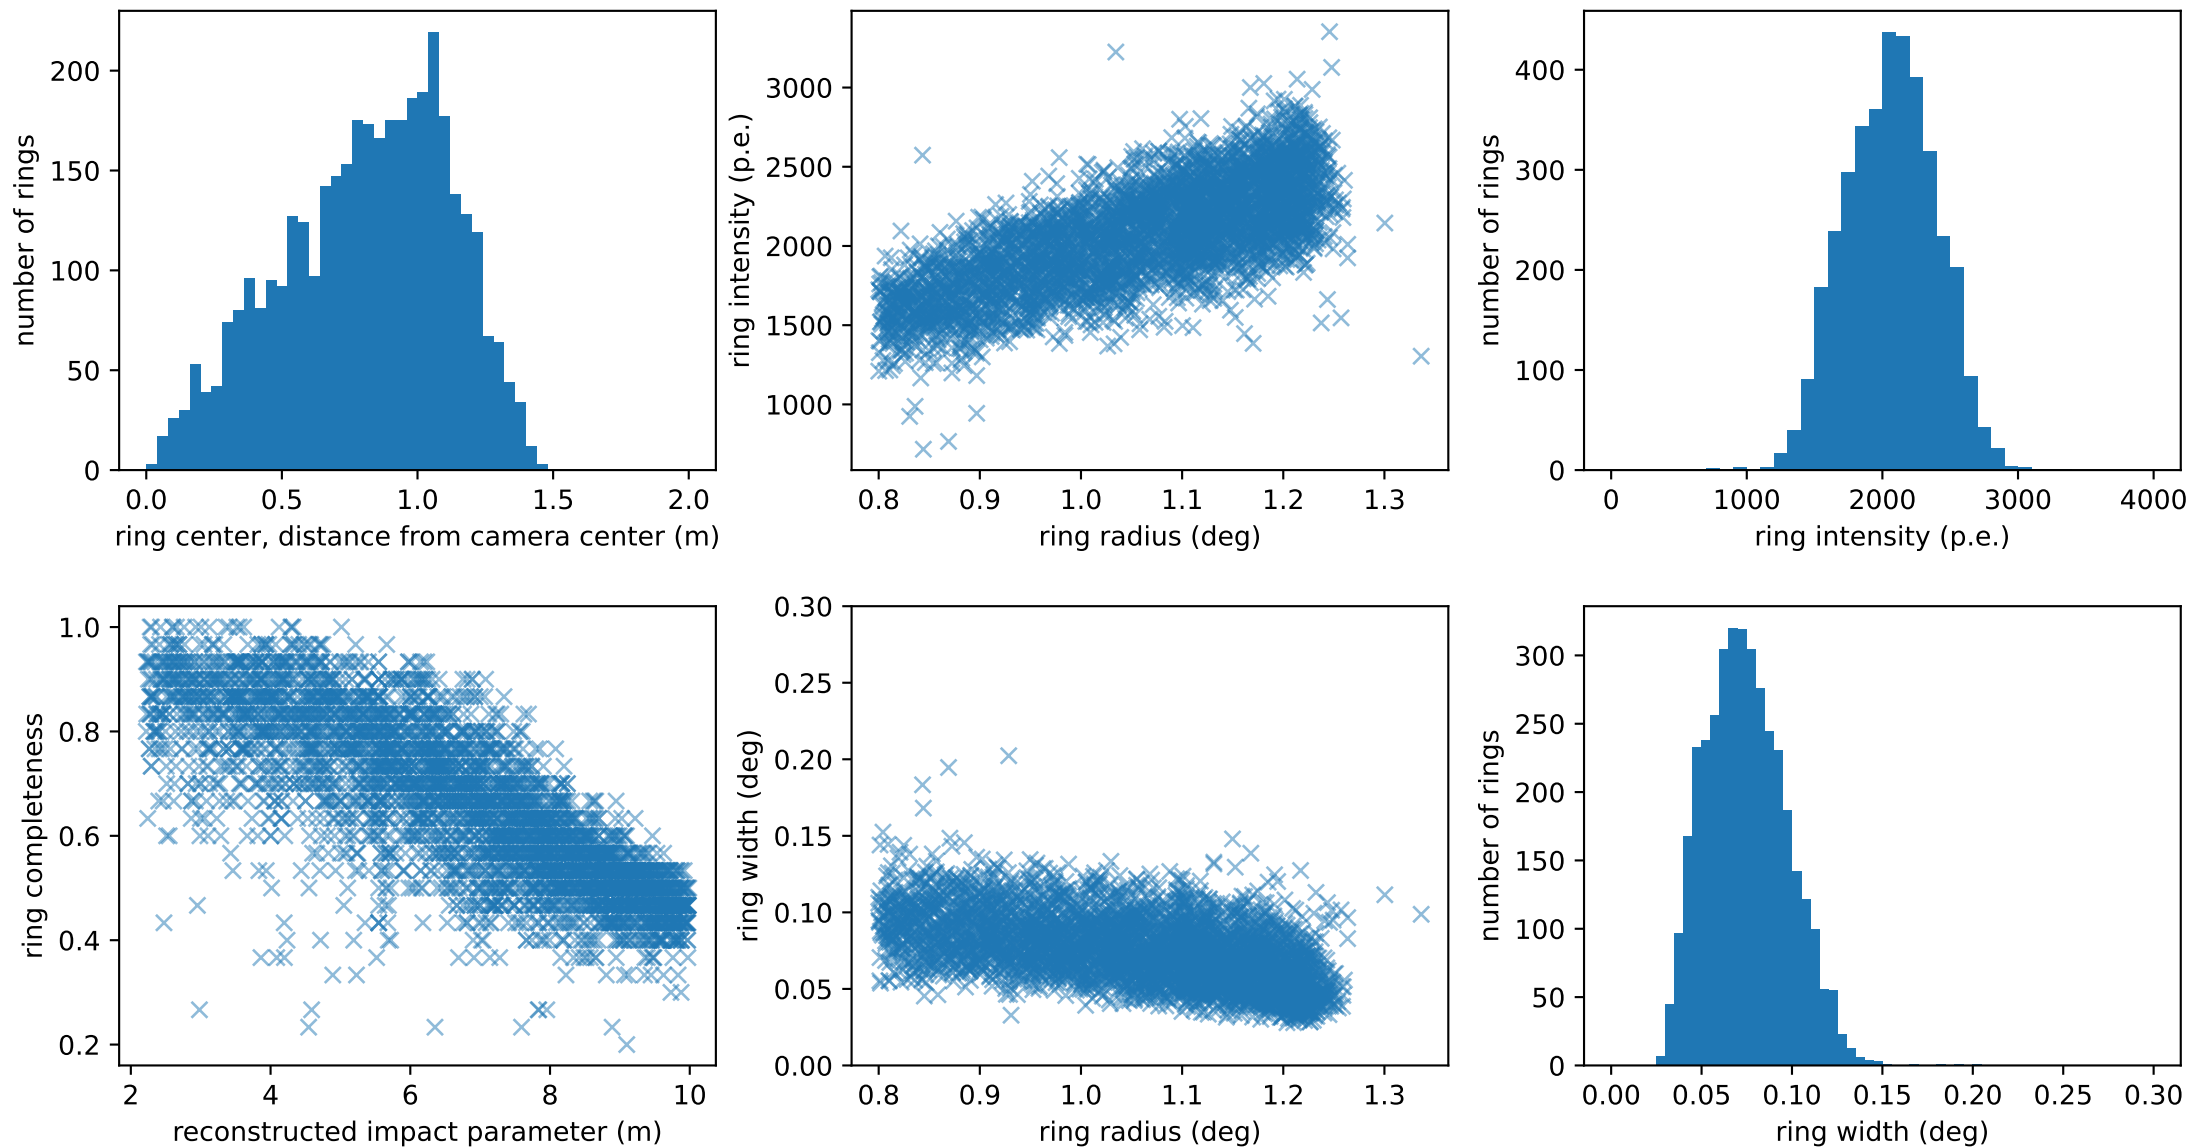 number of rings
200
150
100
50
0
0.0 0.5 1.0 1.5 2.0
ring center, distance from camera center (m)
ring intensity (p.e.)
3000
2500
2000
1500
1000
0.8 0.9 1.0 1.1 1.2 1.3
ring radius (deg)
number of rings
400
300
200
100
0
0 1000 2000 3000 4000
ring intensity (p.e.)
ring completeness
1.0
0.8
0.6
0.4
0.2
2 4 6 8 10
reconstructed impact parameter (m)
ring width (deg)
0.30
0.25
0.20
0.15
0.10
0.05
0.00
0.8 0.9 1.0 1.1 1.2 1.3
ring radius (deg)
number of rings
300
250
200
150
100
50
0
0.00 0.05 0.10 0.15 0.20 0.25 0.30
ring width (deg)